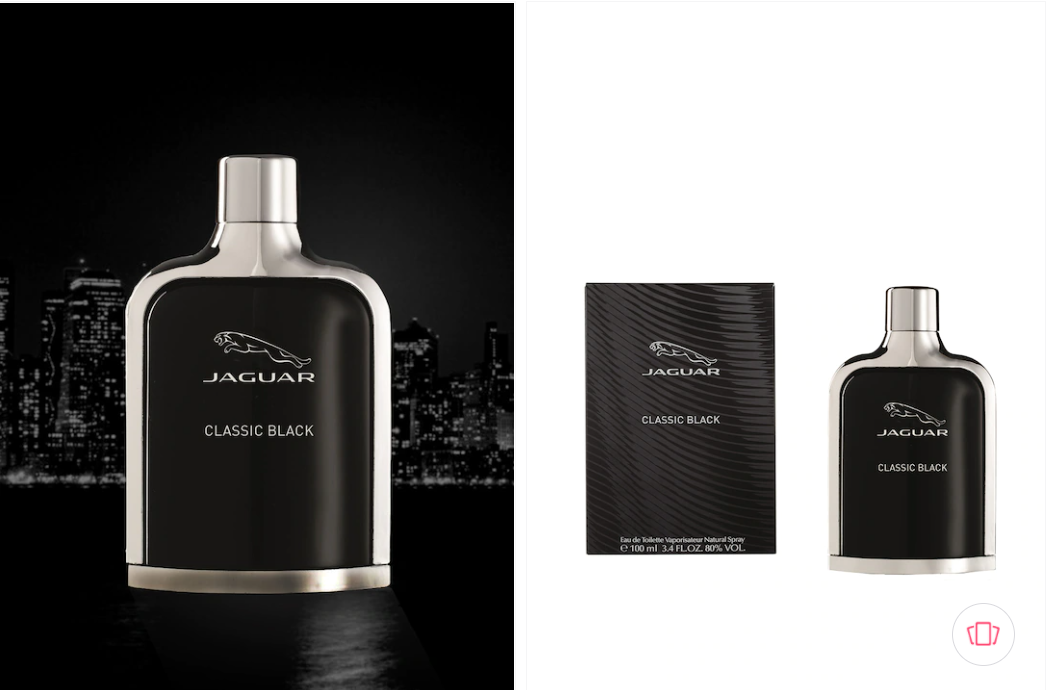 JAGUAR
CLASSIC BLACK
JAGUAR
CLASSIC BLACK
Eau de Toilette Vaporisateur Natural Spray
℮ 100 ml 3.4 FL.OZ. 80% VOL.
JAGUAR
CLASSIC BLACK